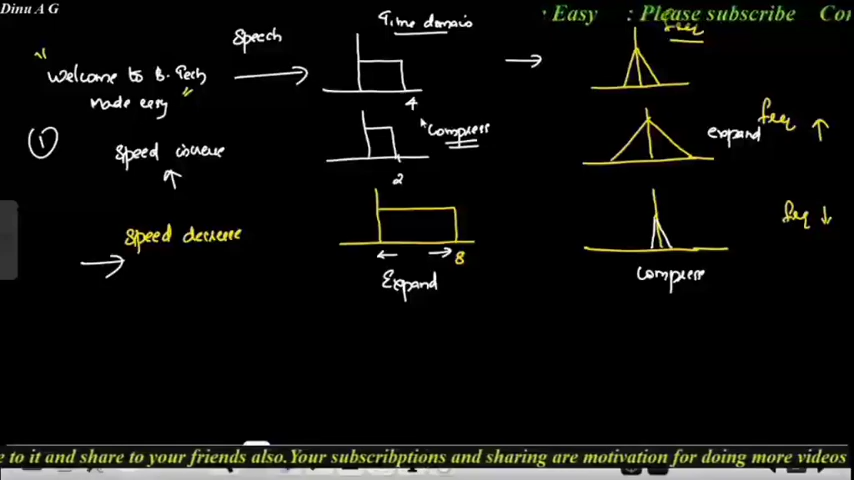 Dinu A G
· Easy : Please subscribe Co
Time domain
freq
Speech
"Welcome to B. Tech
made easy "
4
1
Speed increase
Compress
2
expand
freq ↑
Speed decrease
8
Expand
freq ↓
Compress
e to it and share to your friends also.Your subscribptions and sharing are motivation for doing more videos